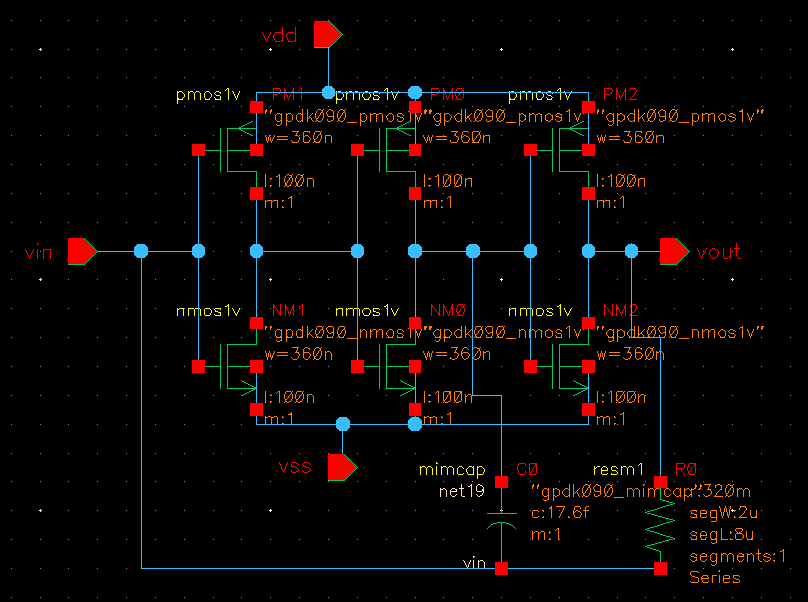 vdd
pmos1v PM1 pmos1v PM0 pmos1v PM2
"gpdk090_pmos1v" "gpdk090_pmos1v" "gpdk090_pmos1v"
w=360n w=360n w=360n
l:100n l:100n l:100n
m:1 m:1 m:1
vin vout
nmos1v NM1 nmos1v NM0 nmos1v NM2
"gpdk090_nmos1v" "gpdk090_nmos1v" "gpdk090_nmos1v"
w=360n w=360n w=360n
l:100n l:100n l:100n
m:1 m:1 m:1
vss mimcap C0 resm1 R0
net19 "gpdk090_mimcap" r:320m
c:17.6f segW:2u
m:1 segL:8u
vin segments:1
Series